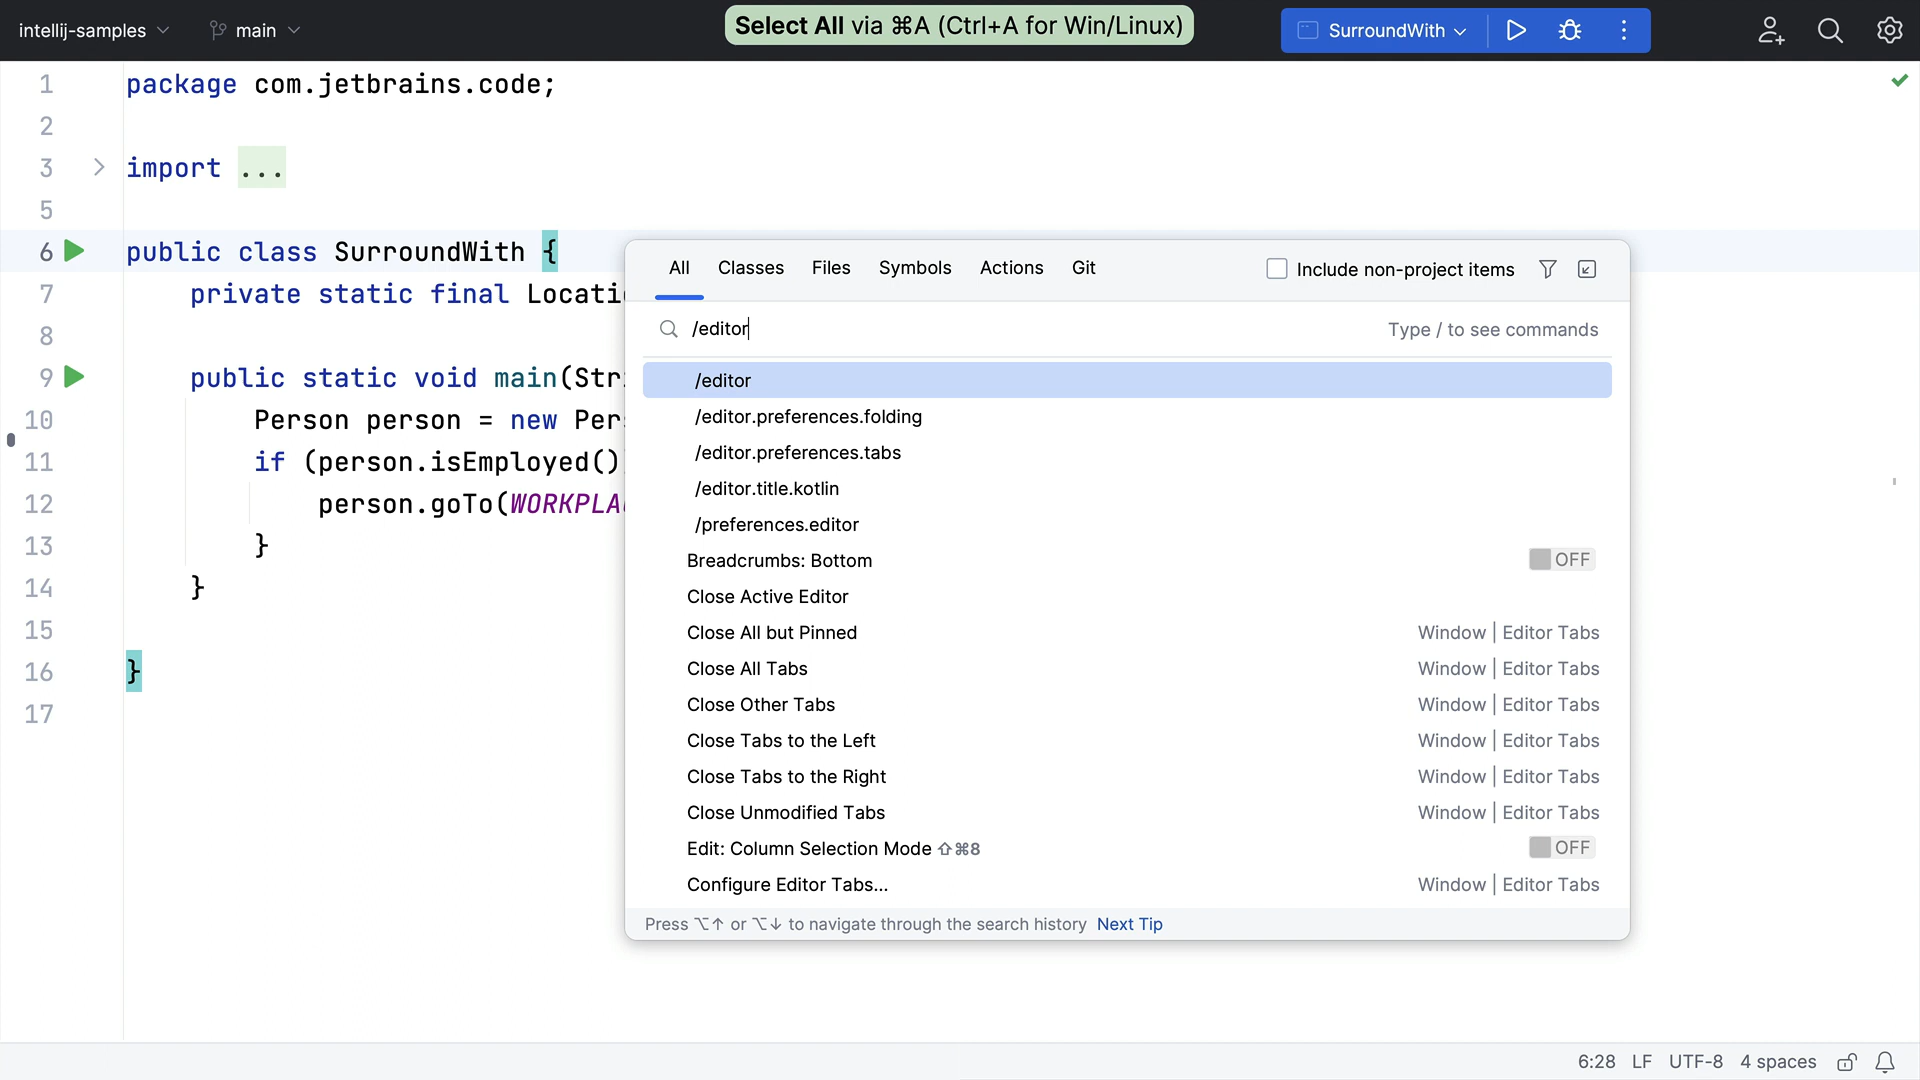 intellij-samples main Select All via ⌘A (Ctrl+A for Win/Linux) SurroundWith
1 package com.jetbrains.code;
2
3 import ...
5
6 public class SurroundWith {
7 private static final
8
9 public static void main(
10 Person person = new
11 if (person.isEmployed()
12 person.goTo(
13 }
14 }
15
16 }
17
All Classes Files Symbols Actions Git Include non-project items
/editor Type / to see commands
/editor
/editor.preferences.folding
/editor.preferences.tabs
/editor.title.kotlin
/preferences.editor
Breadcrumbs: Bottom OFF
Close Active Editor
Close All but Pinned Window | Editor Tabs
Close All Tabs Window | Editor Tabs
Close Other Tabs Window | Editor Tabs
Close Tabs to the Left Window | Editor Tabs
Close Tabs to the Right Window | Editor Tabs
Close Unmodified Tabs Window | Editor Tabs
Edit: Column Selection Mode ⇧⌘8 OFF
Configure Editor Tabs... Window | Editor Tabs
Press ⌥↑ or ⌥↓ to navigate through the search history Next Tip
6:28 LF UTF-8 4 spaces